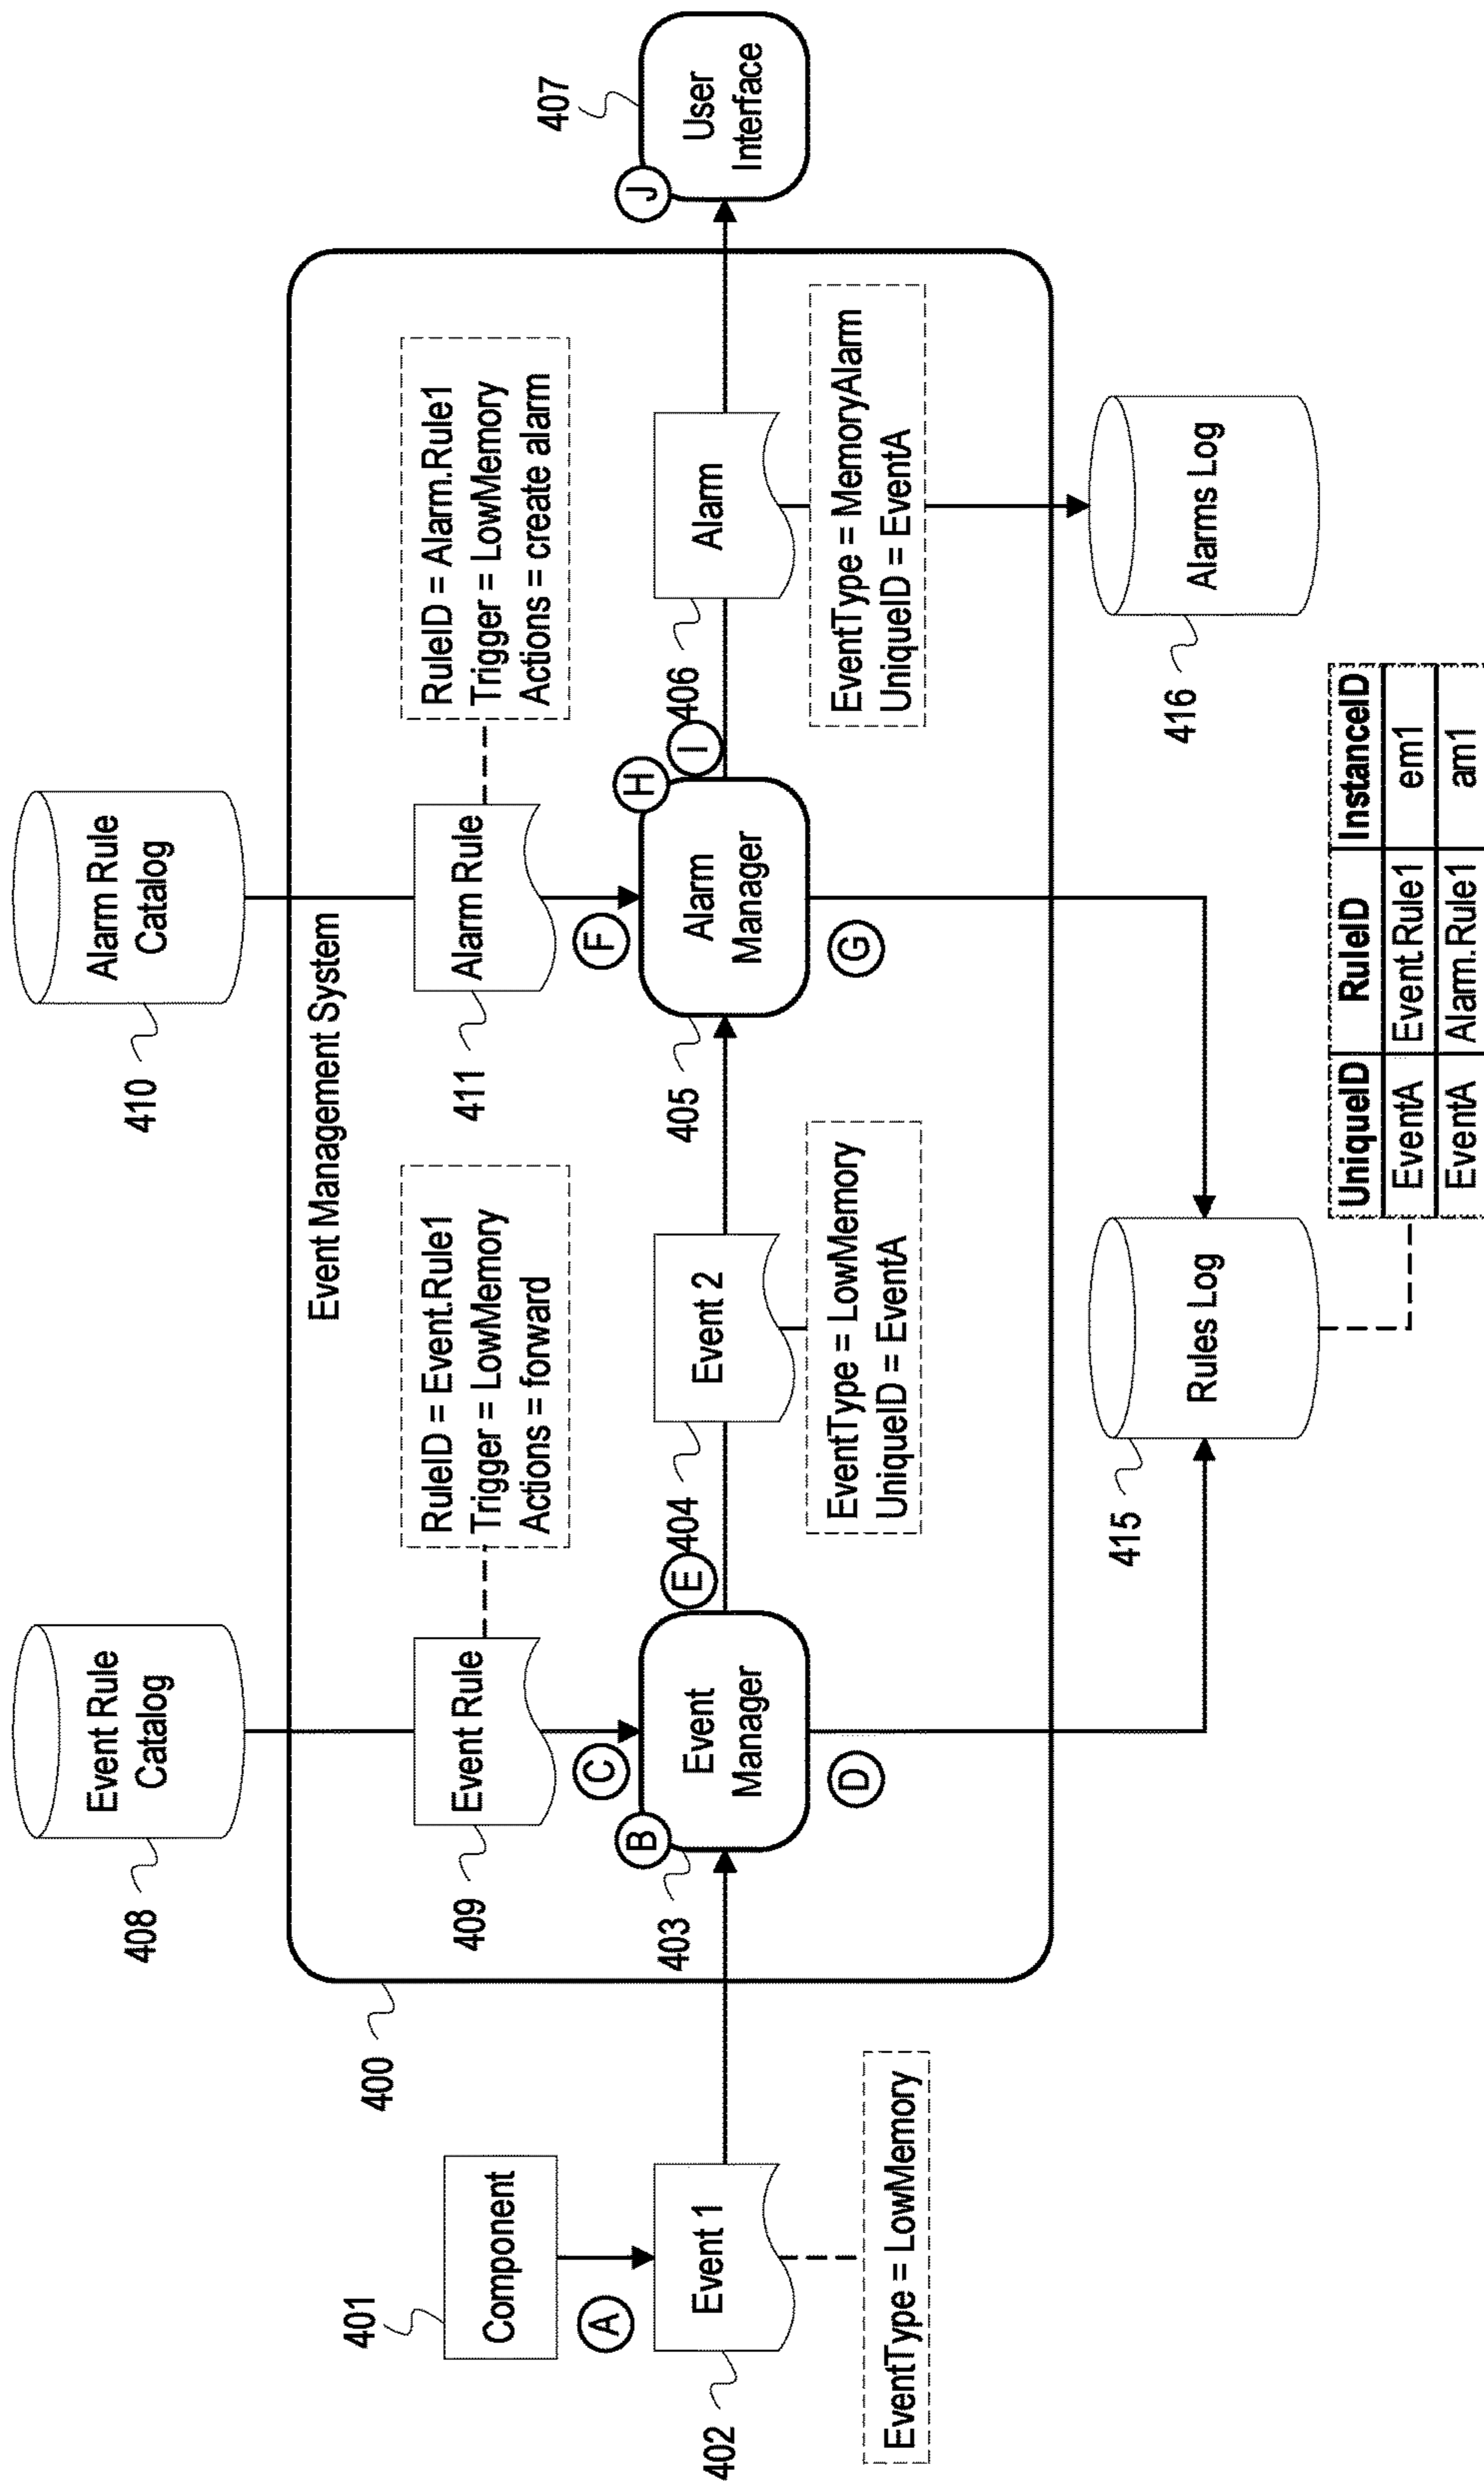 408
Event Rule
Catalog
410
Alarm Rule
Catalog
400
Event Management System
401
Component
409
Event Rule
RuleID = Event.Rule1
Trigger = LowMemory
Actions = forward
411
Alarm Rule
RuleID = Alarm.Rule1
Trigger = LowMemory
Actions = create alarm
407
A
B
C
E
F
H
I
J
402
Event 1
403
Event
Manager
404
Event 2
405
Alarm
Manager
406
Alarm
User
Interface
EventType = LowMemory
D
EventType = LowMemory
UniqueID = EventA
G
EventType = MemoryAlarm
UniqueID = EventA
415
Rules Log
416
Alarms Log
UniqueID RuleID InstanceID
EventA Event.Rule1 em1
EventA Alarm.Rule1 am1